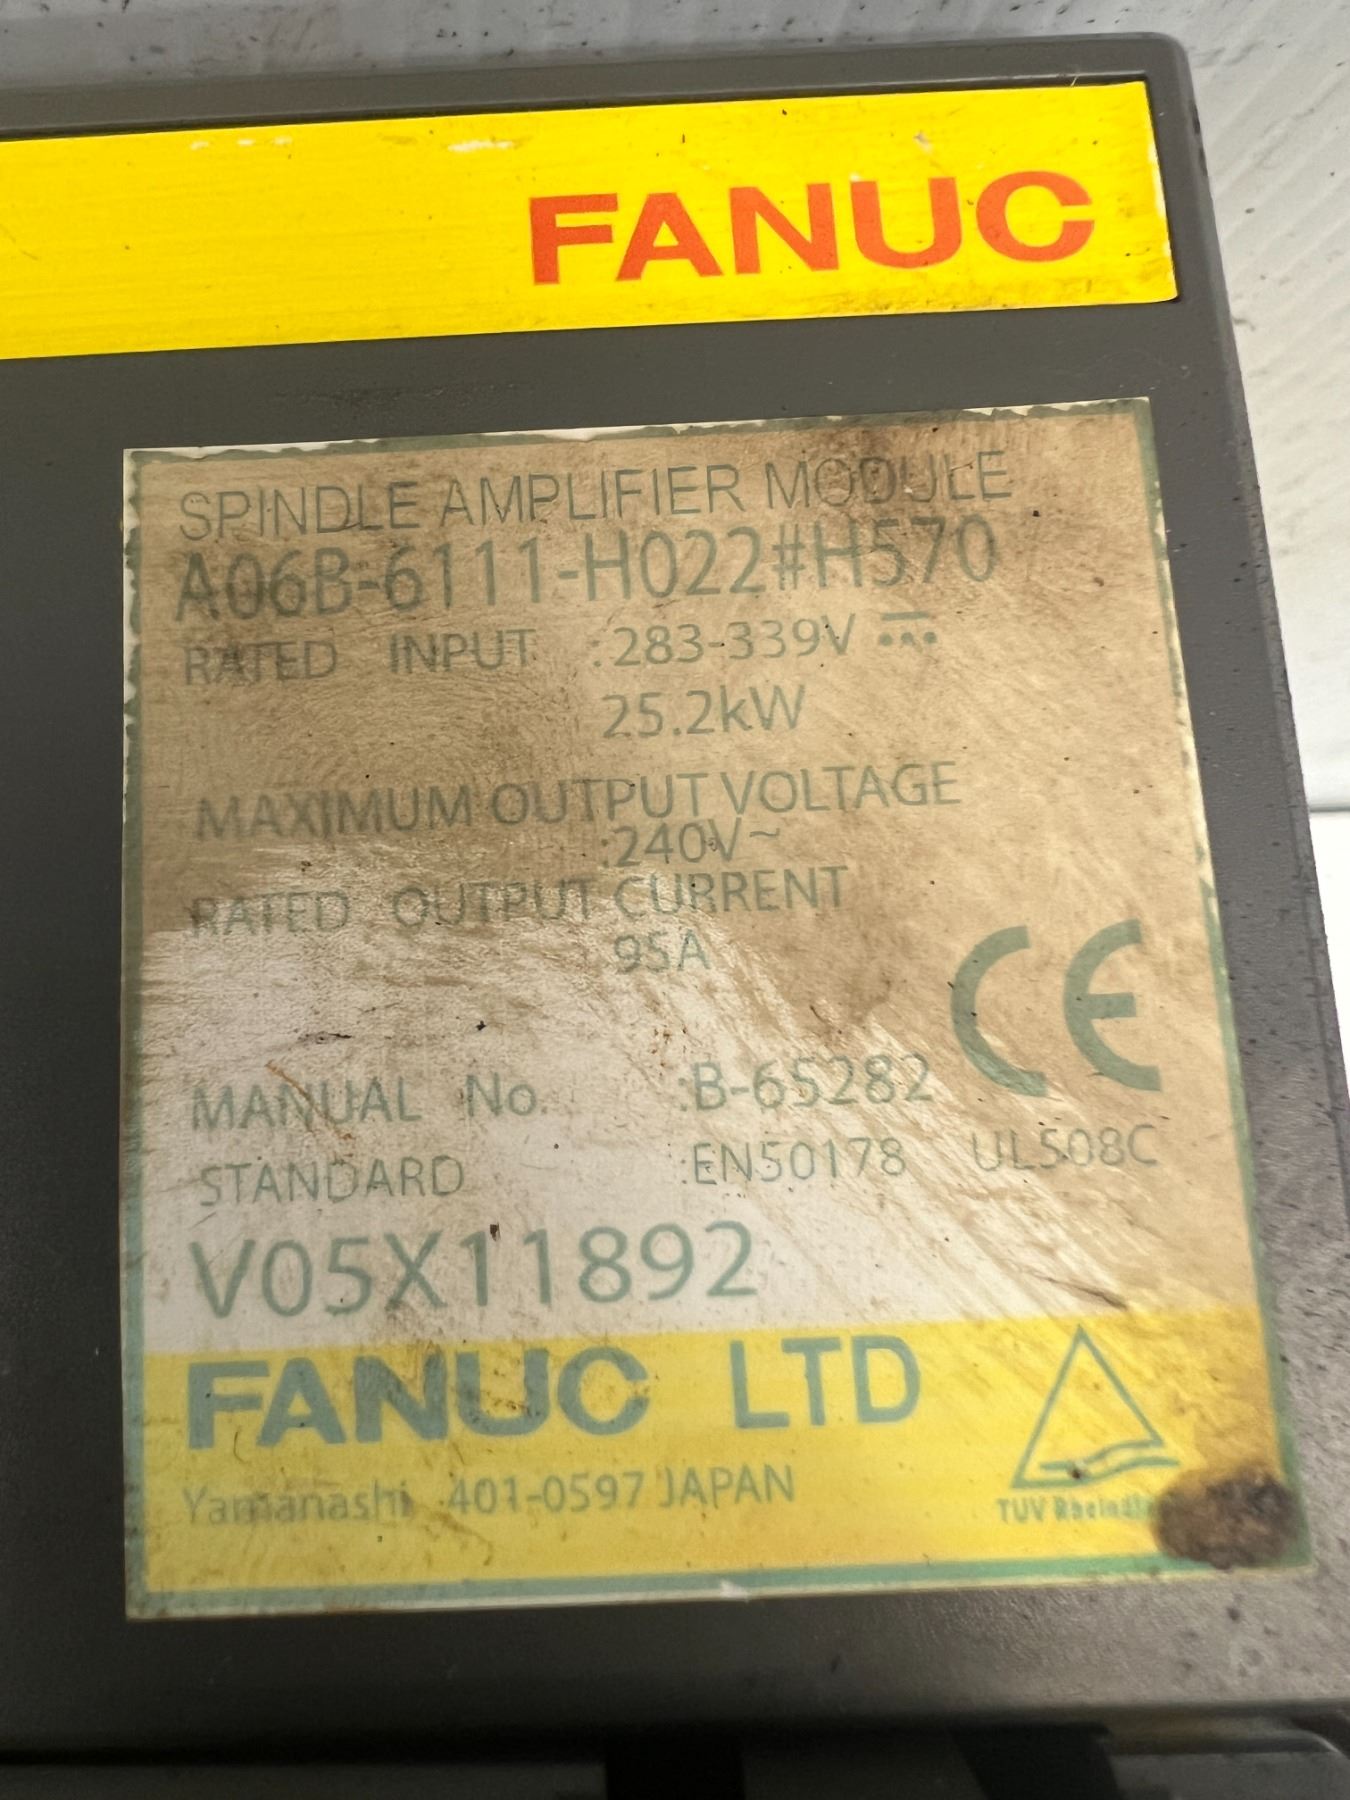 FANUC
SPINDLE AMPLIFIER MODULE
A06B-6111-H022#H570
RATED INPUT :283-339V
25.2kW
MAXIMUM OUTPUT VOLTAGE
:240V~
RATED OUTPUT CURRENT
95A
CE
MANUAL No. :B-65282
STANDARD :EN50178 UL508C
V05X11892
FANUC LTD
Yamanashi 401-0597 JAPAN
TUV